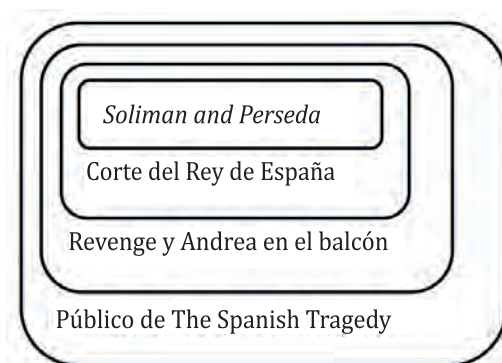 Soliman and Perseda
Corte del Rey de España
Revenge y Andrea en el balcón
Público de The Spanish Tragedy